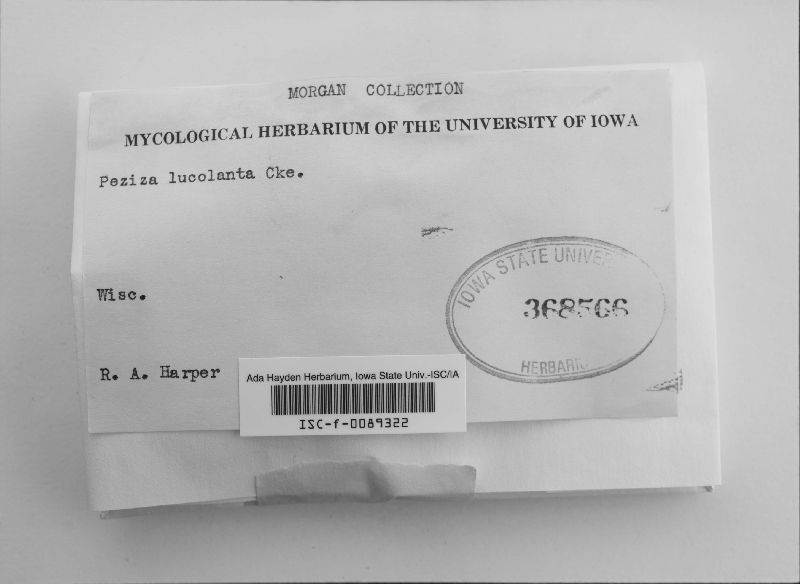 MORGAN COLLECTION
MYCOLOGICAL HERBARIUM OF THE UNIVERSITY OF IOWA
Peziza lucolanta Cke.
Wisc.
R. A. Harper
IOWA STATE UNIVE
368566
HERBARI
Ada Hayden Herbarium, Iowa State Univ.-ISC/IA
ISC-f-0089322